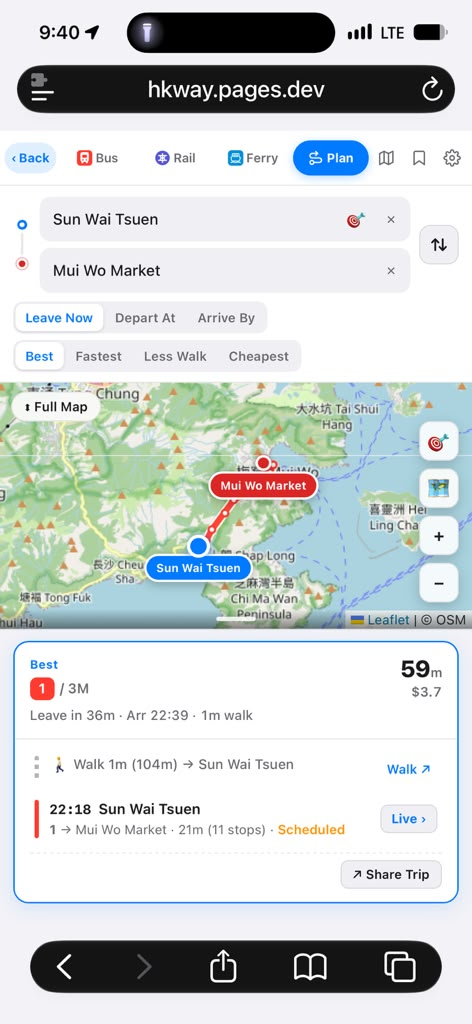 9:40
LTE
hkway.pages.dev
‹ Back
Bus
Rail
Ferry
Plan
Sun Wai Tsuen
×
Mui Wo Market
×
Leave Now
Depart At
Arrive By
Best
Fastest
Less Walk
Cheapest
Chung
Full Map
大水坑 Tai Shui
Hang
Mui Wo
Mui Wo Market
喜靈洲 Hei
Ling Cha
Sun Wai Tsuen
長沙 Cheu
Sha
Chap Long
芝麻灣半島
Chi Ma Wan
Peninsula
塘福 Tong Fuk
hui Hau
+
−
Leaflet | © OSM
Best
59m
1 / 3M
$3.7
Leave in 36m · Arr 22:39 · 1m walk
Walk 1m (104m) → Sun Wai Tsuen
Walk ↗
22:18 Sun Wai Tsuen
1 → Mui Wo Market · 21m (11 stops) · Scheduled
Live ›
↗ Share Trip